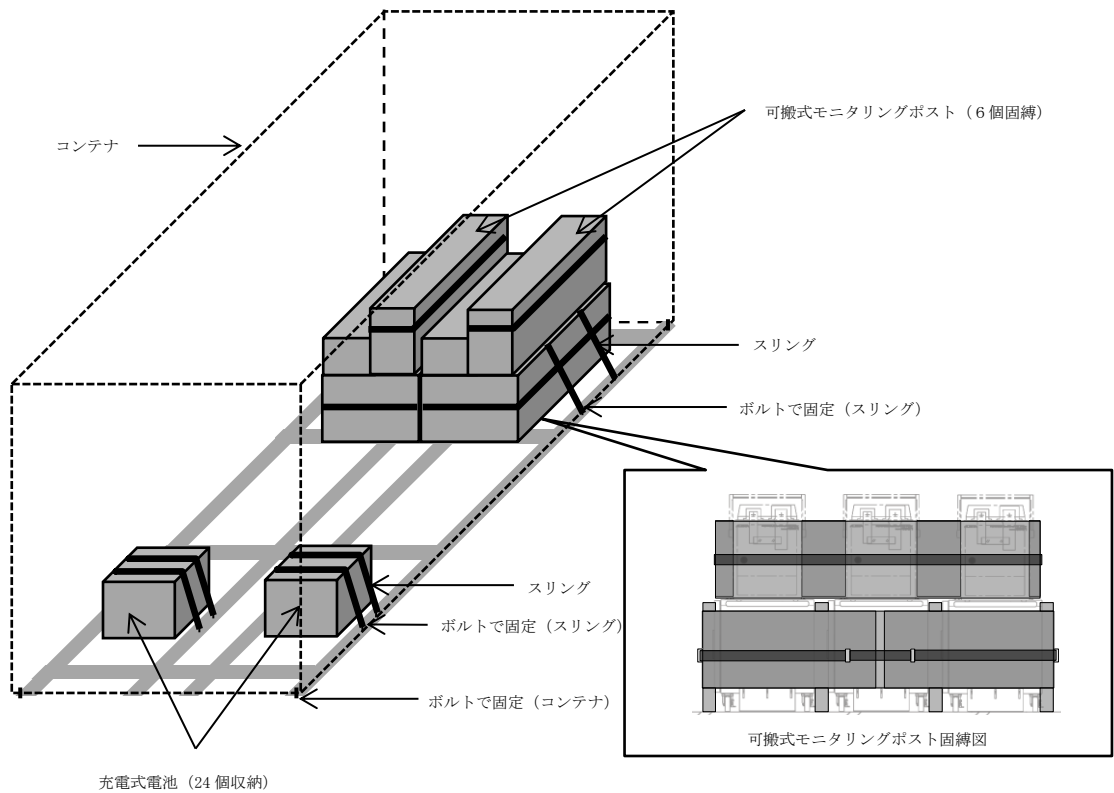 可搬式モニタリングポスト（６個固縛）
コンテナ
スリング
ボルトで固定（スリング）
スリング
ボルトで固定（スリング）
ボルトで固定（コンテナ）
可搬式モニタリングポスト固縛図
充電式電池（24 個収納）